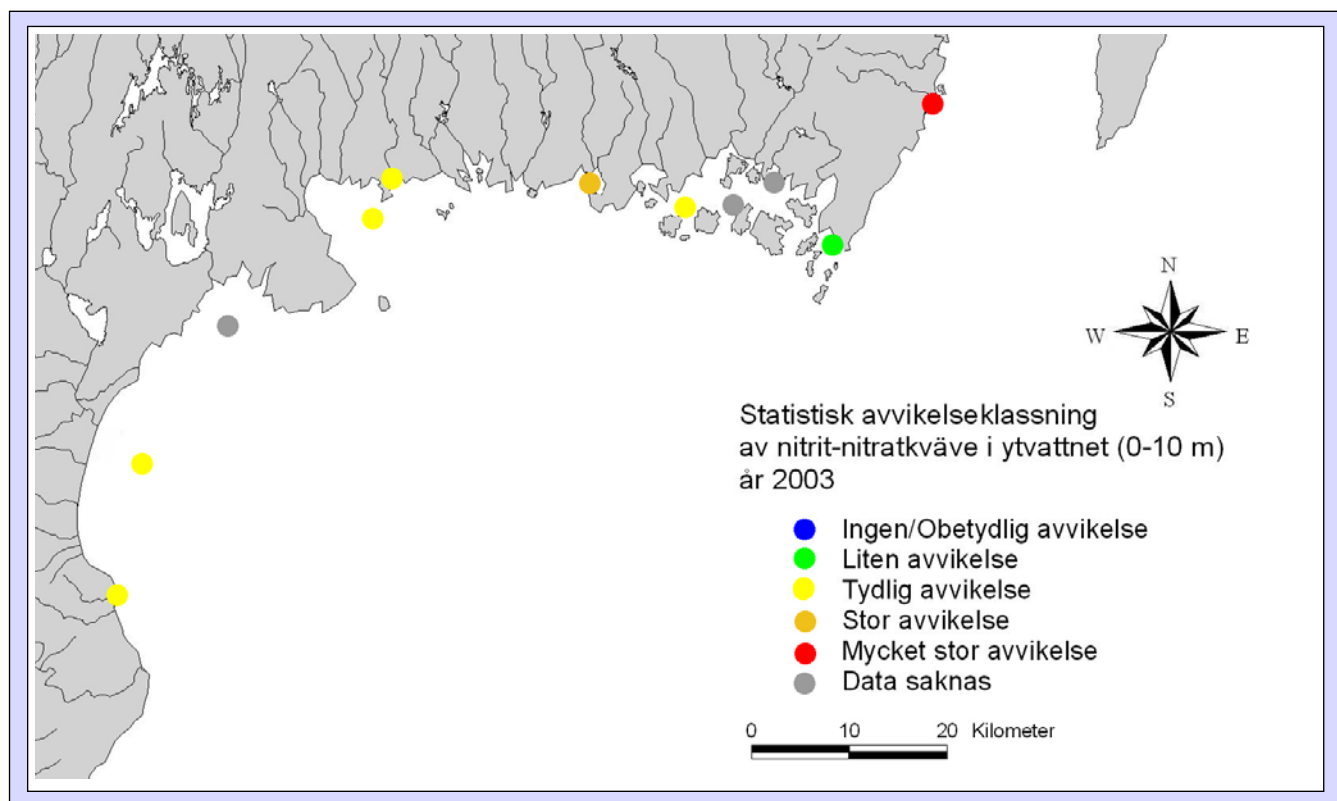 N
W E
S
Statistisk avvikelseklassning
av nitrit-nitratkväve i ytvattnet (0-10 m)
år 2003
Ingen/Obetydlig avvikelse
Liten avvikelse
Tydlig avvikelse
Stor avvikelse
Mycket stor avvikelse
Data saknas
0 10 20 Kilometer